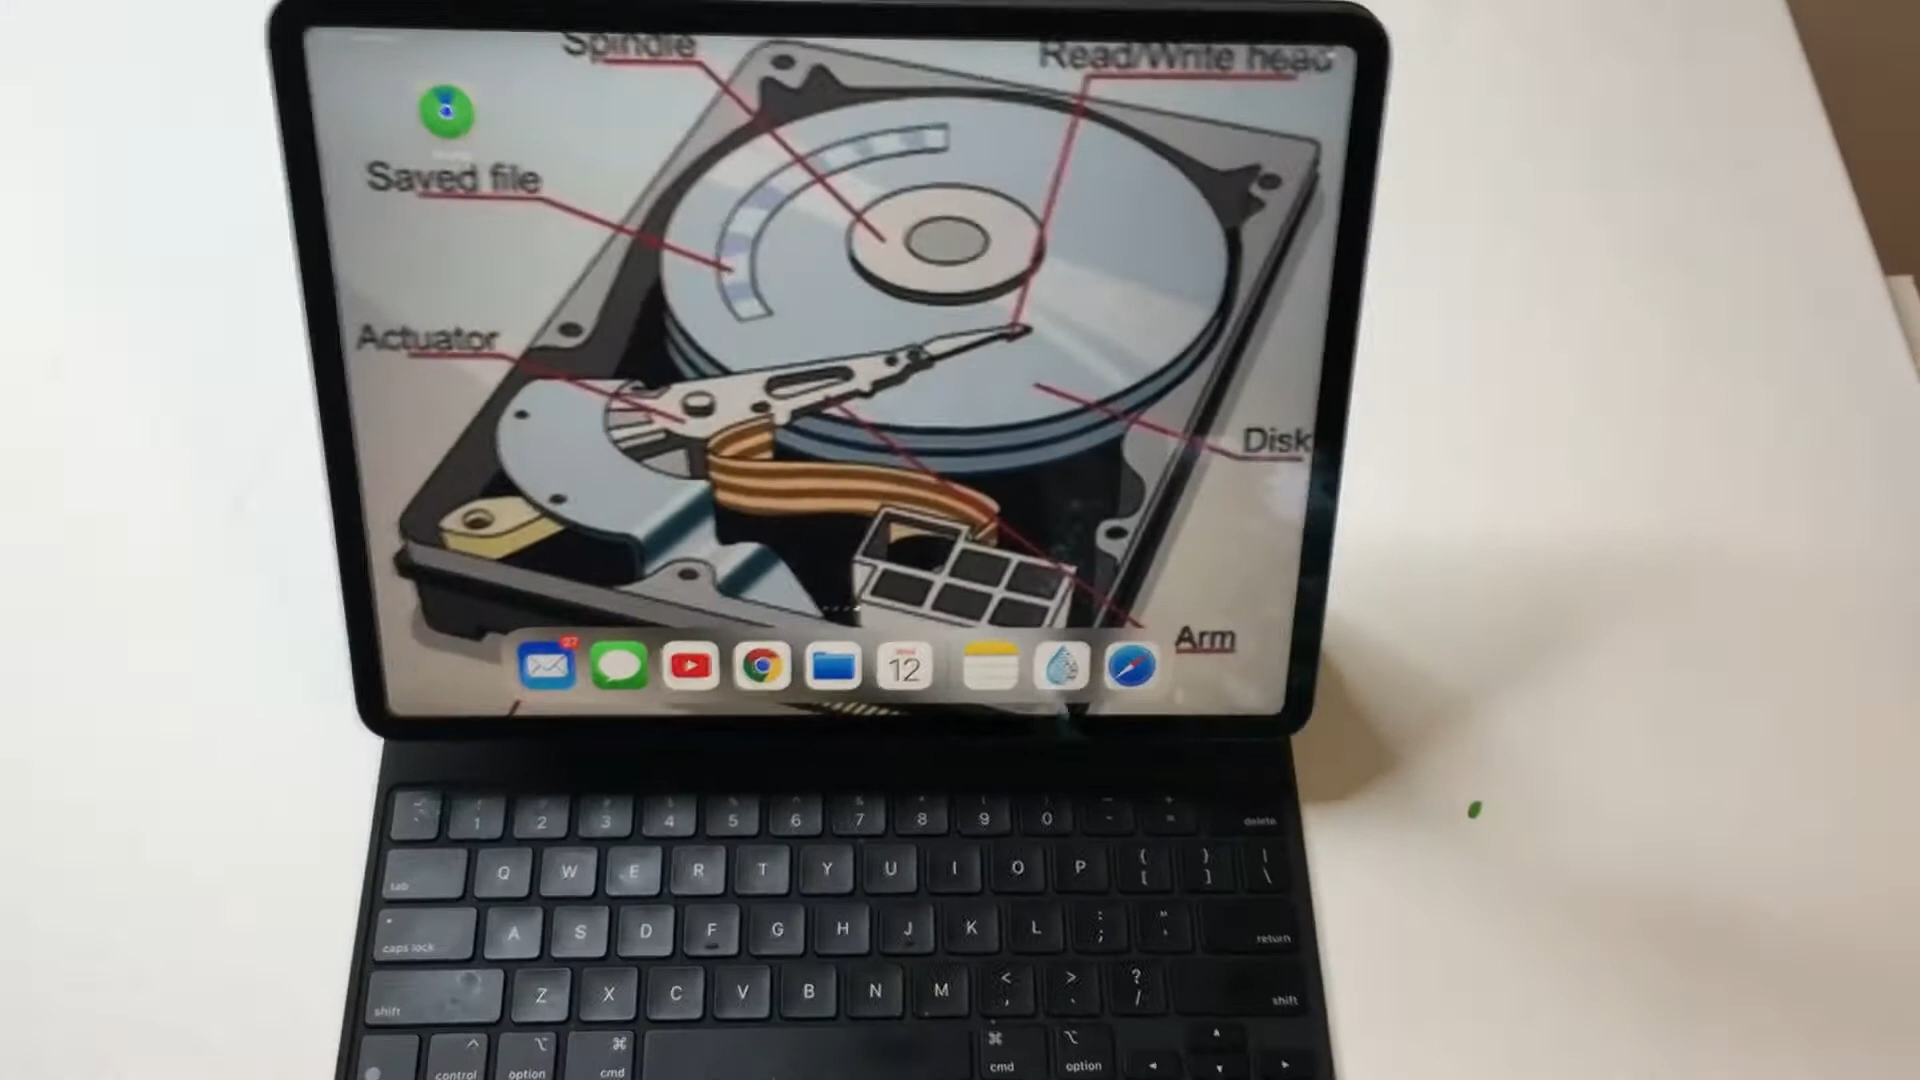 Spindle
Read/Write head
Saved file
Actuator
Disk
Arm
27
12
1 2 3 4 5 6 7 8 9 0 - = delete
tab Q W E R T Y U I O P { [ } ] | \
caps lock A S D F G H J K L : ; " ' return
shift Z X C V B N M < , > . ? / shift
control option cmd cmd option